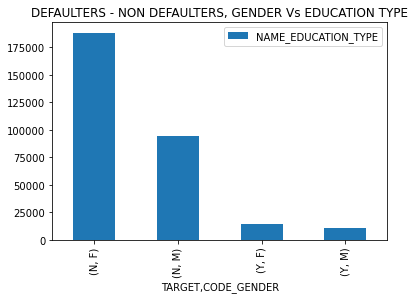 DEFAULTERS - NON DEFAULTERS, GENDER Vs EDUCATION TYPE
NAME_EDUCATION_TYPE
175000
150000
125000
100000
75000
50000
25000
0
(N, F)
(N, M)
(Y, F)
(Y, M)
TARGET,CODE_GENDER